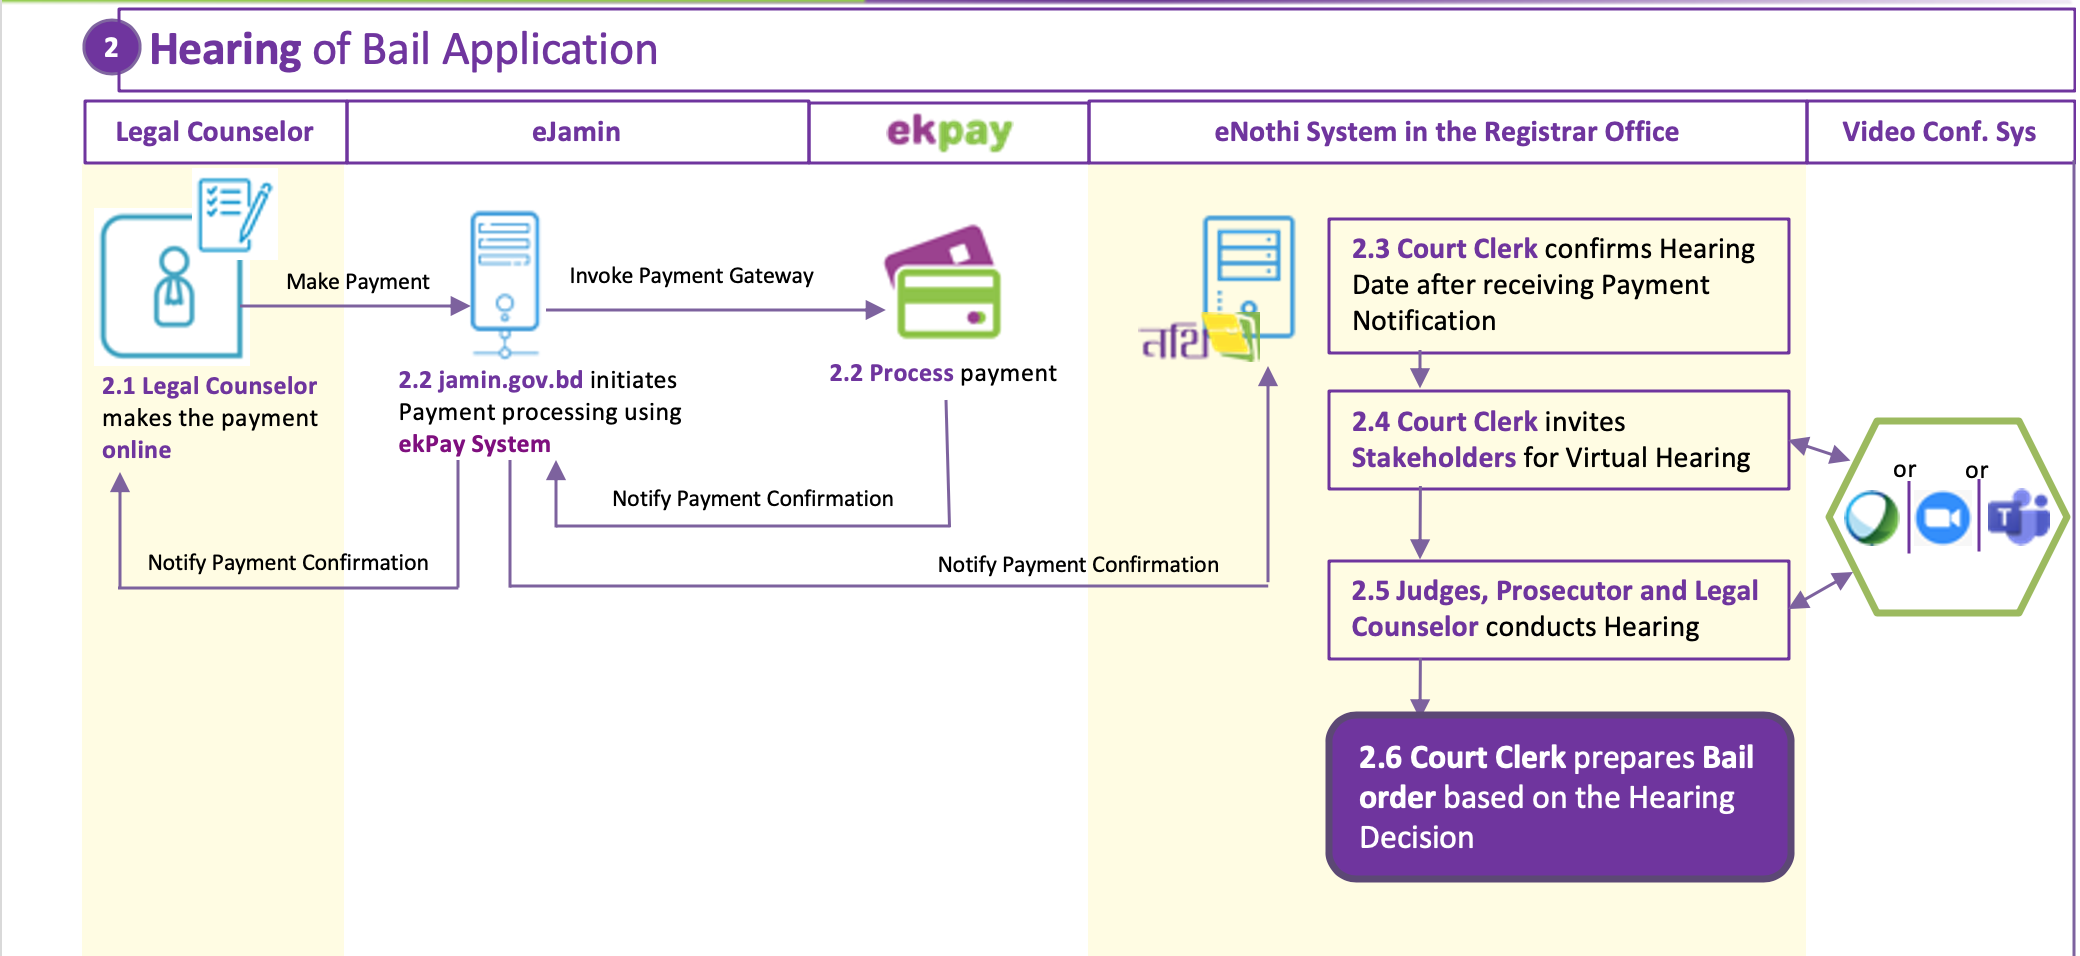 2 Hearing of Bail Application
Legal Counselor
eJamin
ekpay
eNothi System in the Registrar Office
Video Conf. Sys
Make Payment
Invoke Payment Gateway
2.1 Legal Counselor
makes the payment
online
2.2 jamin.gov.bd initiates
Payment processing using
ekPay System
2.2 Process payment
Notify Payment Confirmation
Notify Payment Confirmation
Notify Payment Confirmation
নথি
2.3 Court Clerk confirms Hearing
Date after receiving Payment
Notification
2.4 Court Clerk invites
Stakeholders for Virtual Hearing
2.5 Judges, Prosecutor and Legal
Counselor conducts Hearing
2.6 Court Clerk prepares Bail
order based on the Hearing
Decision
or
or
T